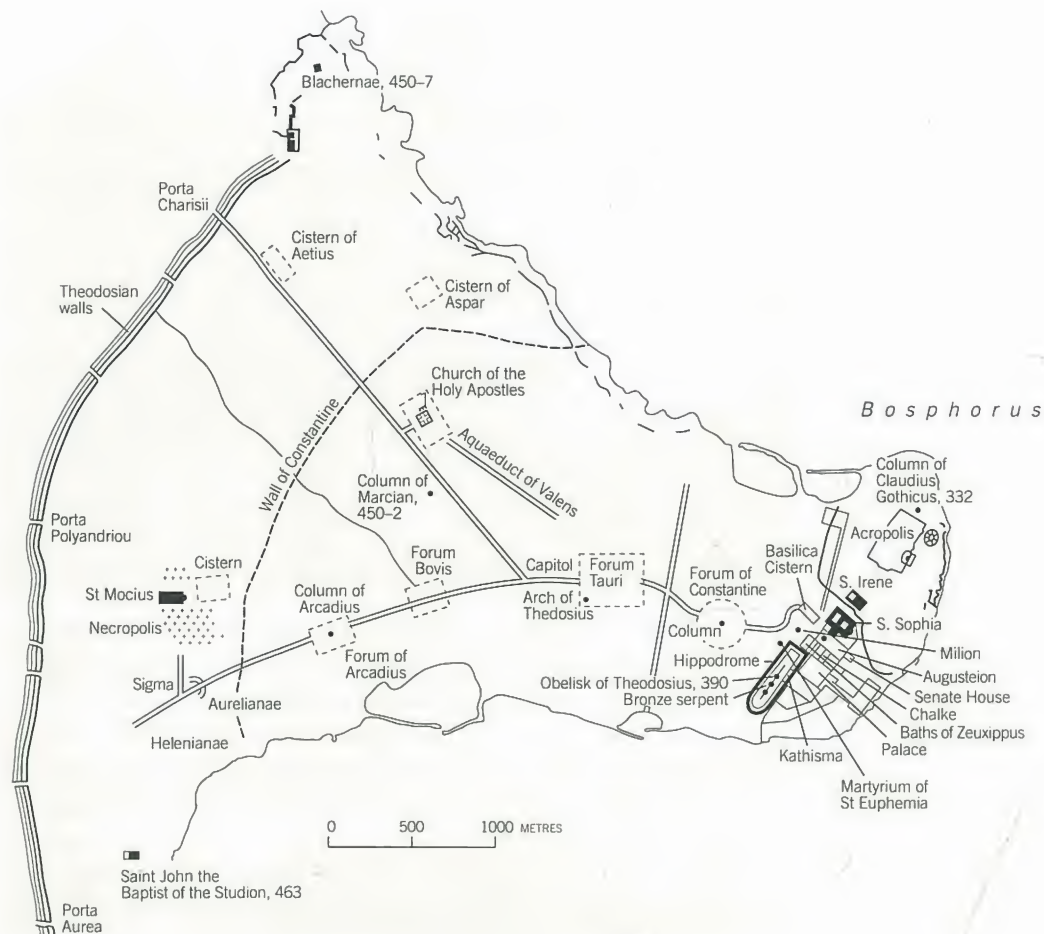 Blachernae, 450–7
Porta
Charisii
Cistern of
Aetius
Theodosian
walls
Cistern of
Aspar
Church of the
Holy Apostles
Bosphorus
Wall of Constantine
Aquaeduct of Valens
Column of
Marcian,
450–2
Column of
Claudius
Gothicus, 332
Acropolis
Porta
Polyandriou
Cistern
St Mocius
Necropolis
Column of
Arcadius
Forum
Bovis
Capitol
Forum
Tauri
Arch of
Thedosius
Forum of
Constantine
Column
Basilica
Cistern
S. Irene
S. Sophia
Milion
Augusteion
Senate House
Chalke
Baths of Zeuxippus
Palace
Hippodrome
Obelisk of Theodosius, 390
Bronze serpent
Kathisma
Martyrium of
St Euphemia
Forum of
Arcadius
Sigma
Aurelianae
Helenianae
0 500 1000 METRES
Saint John the
Baptist of the Studion, 463
Porta
Aurea